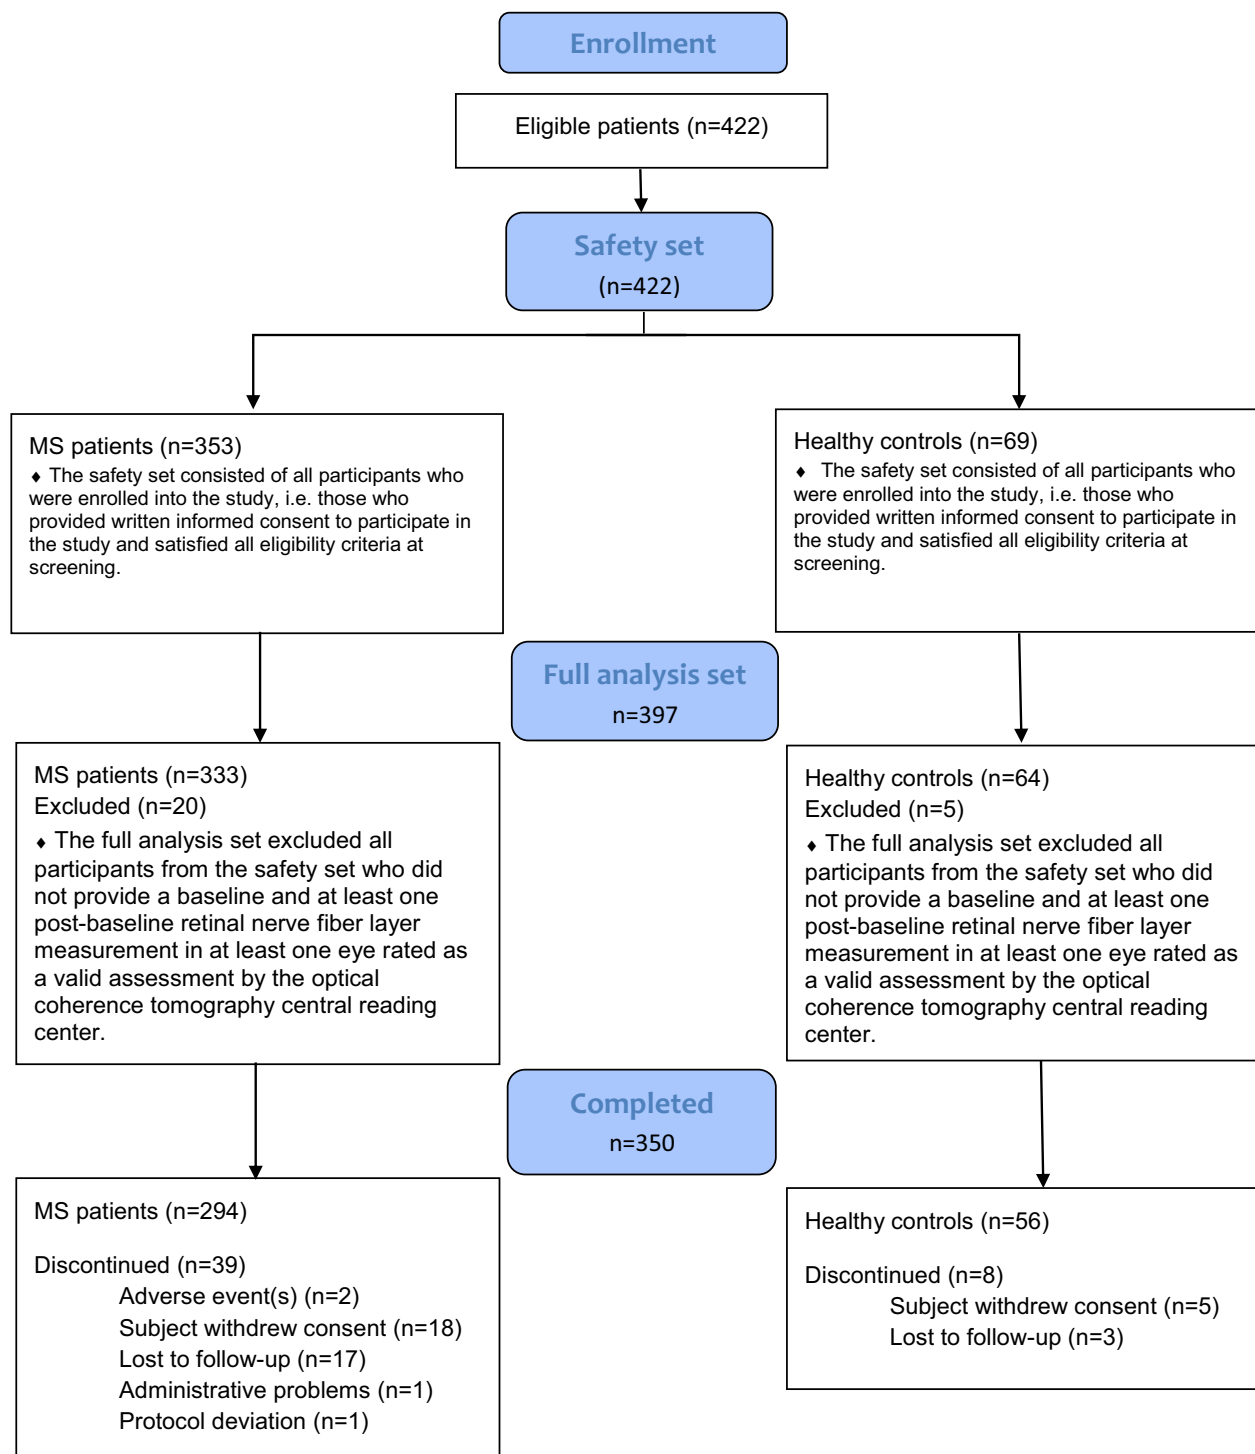 Enrollment
Eligible patients (n=422)
Safety set
(n=422)
MS patients (n=353)
♦ The safety set consisted of all participants who
were enrolled into the study, i.e. those who
provided written informed consent to participate in
the study and satisfied all eligibility criteria at
screening.
Healthy controls (n=69)
♦ The safety set consisted of all participants who
were enrolled into the study, i.e. those who
provided written informed consent to participate in
the study and satisfied all eligibility criteria at
screening.
Full analysis set
n=397
MS patients (n=333)
Excluded (n=20)
♦ The full analysis set excluded all
participants from the safety set who did
not provide a baseline and at least one
post-baseline retinal nerve fiber layer
measurement in at least one eye rated as
a valid assessment by the optical
coherence tomography central reading
center.
Healthy controls (n=64)
Excluded (n=5)
♦ The full analysis set excluded all
participants from the safety set who did
not provide a baseline and at least one
post-baseline retinal nerve fiber layer
measurement in at least one eye rated as
a valid assessment by the optical
coherence tomography central reading
center.
Completed
n=350
MS patients (n=294)
Discontinued (n=39)
Adverse event(s) (n=2)
Subject withdrew consent (n=18)
Lost to follow-up (n=17)
Administrative problems (n=1)
Protocol deviation (n=1)
Healthy controls (n=56)
Discontinued (n=8)
Subject withdrew consent (n=5)
Lost to follow-up (n=3)